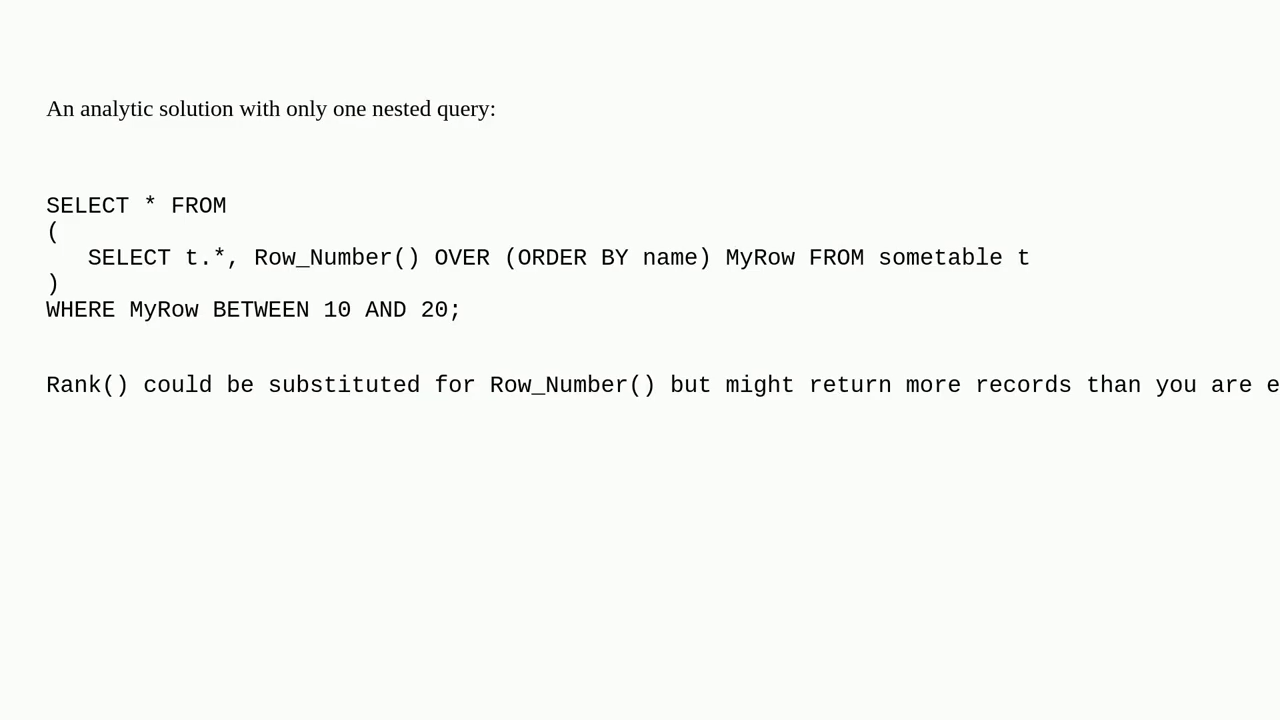 An analytic solution with only one nested query:
SELECT * FROM
(
   SELECT t.*, Row_Number() OVER (ORDER BY name) MyRow FROM sometable t
)
WHERE MyRow BETWEEN 10 AND 20;
Rank() could be substituted for Row_Number() but might return more records than you are